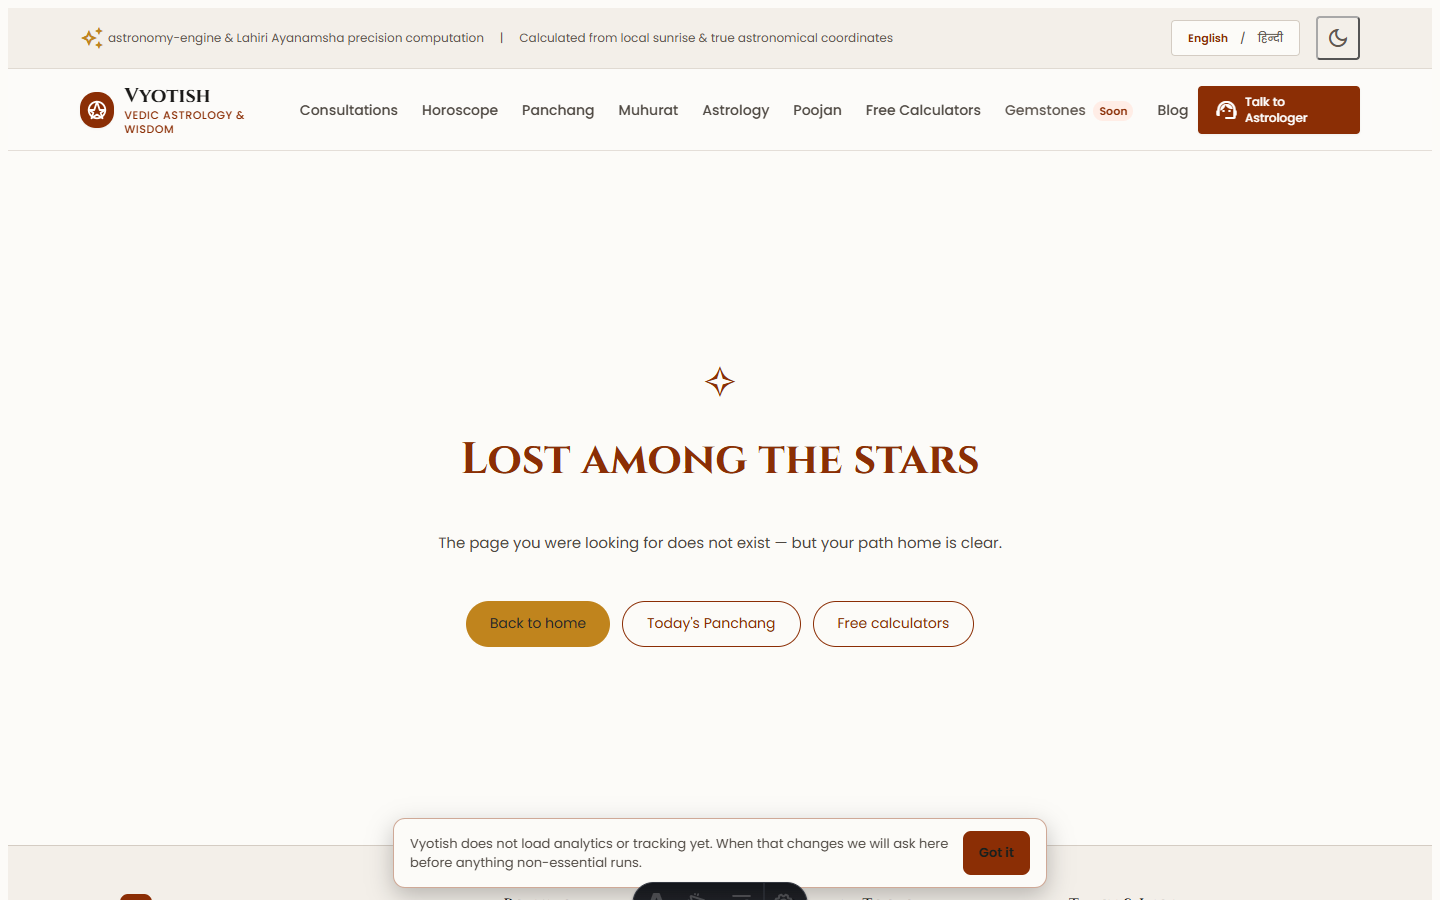 astronomy-engine & Lahiri Ayanamsha precision computation | Calculated from local sunrise & true astronomical coordinates
English / हिन्दी
Vyotish
VEDIC ASTROLOGY & WISDOM
Consultations Horoscope Panchang Muhurat Astrology Poojan Free Calculators Gemstones Soon Blog
Talk to
Astrologer
Lost among the stars
The page you were looking for does not exist — but your path home is clear.
Back to home Today's Panchang Free calculators
Vyotish does not load analytics or tracking yet. When that changes we will ask here
before anything non-essential runs.
Got it